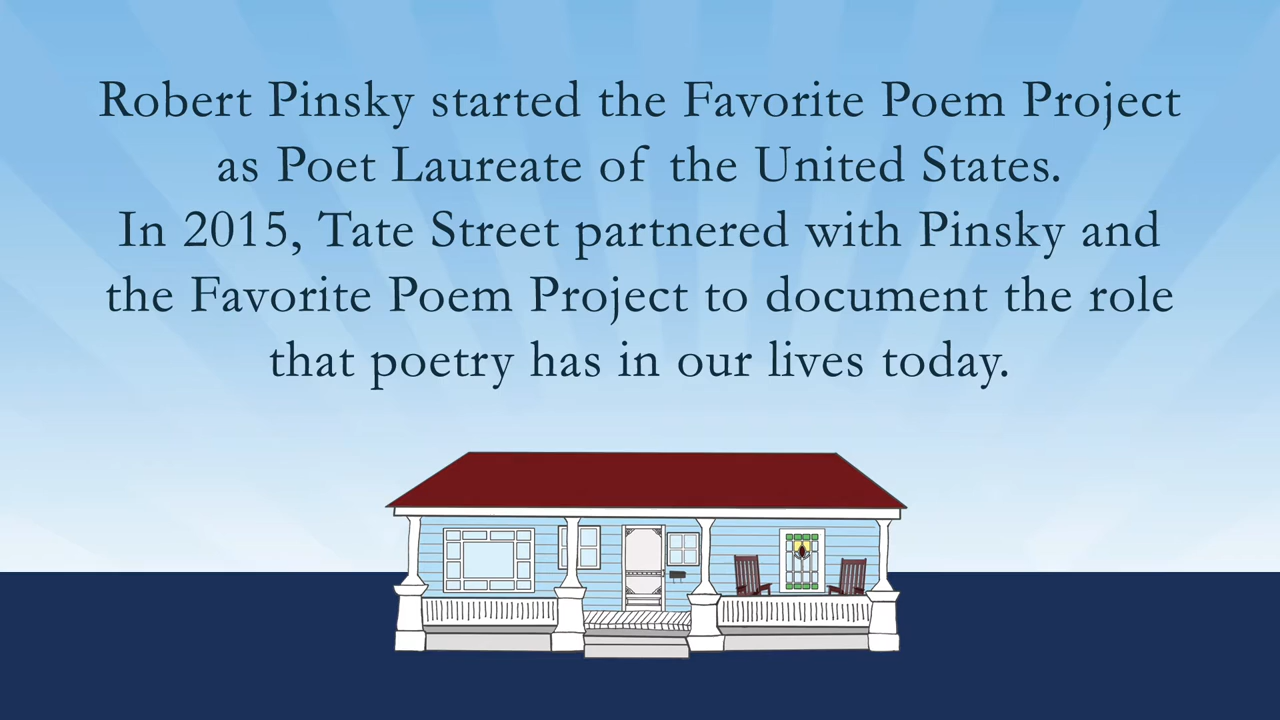 Robert Pinsky started the Favorite Poem Project
as Poet Laureate of the United States.
In 2015, Tate Street partnered with Pinsky and
the Favorite Poem Project to document the role
that poetry has in our lives today.